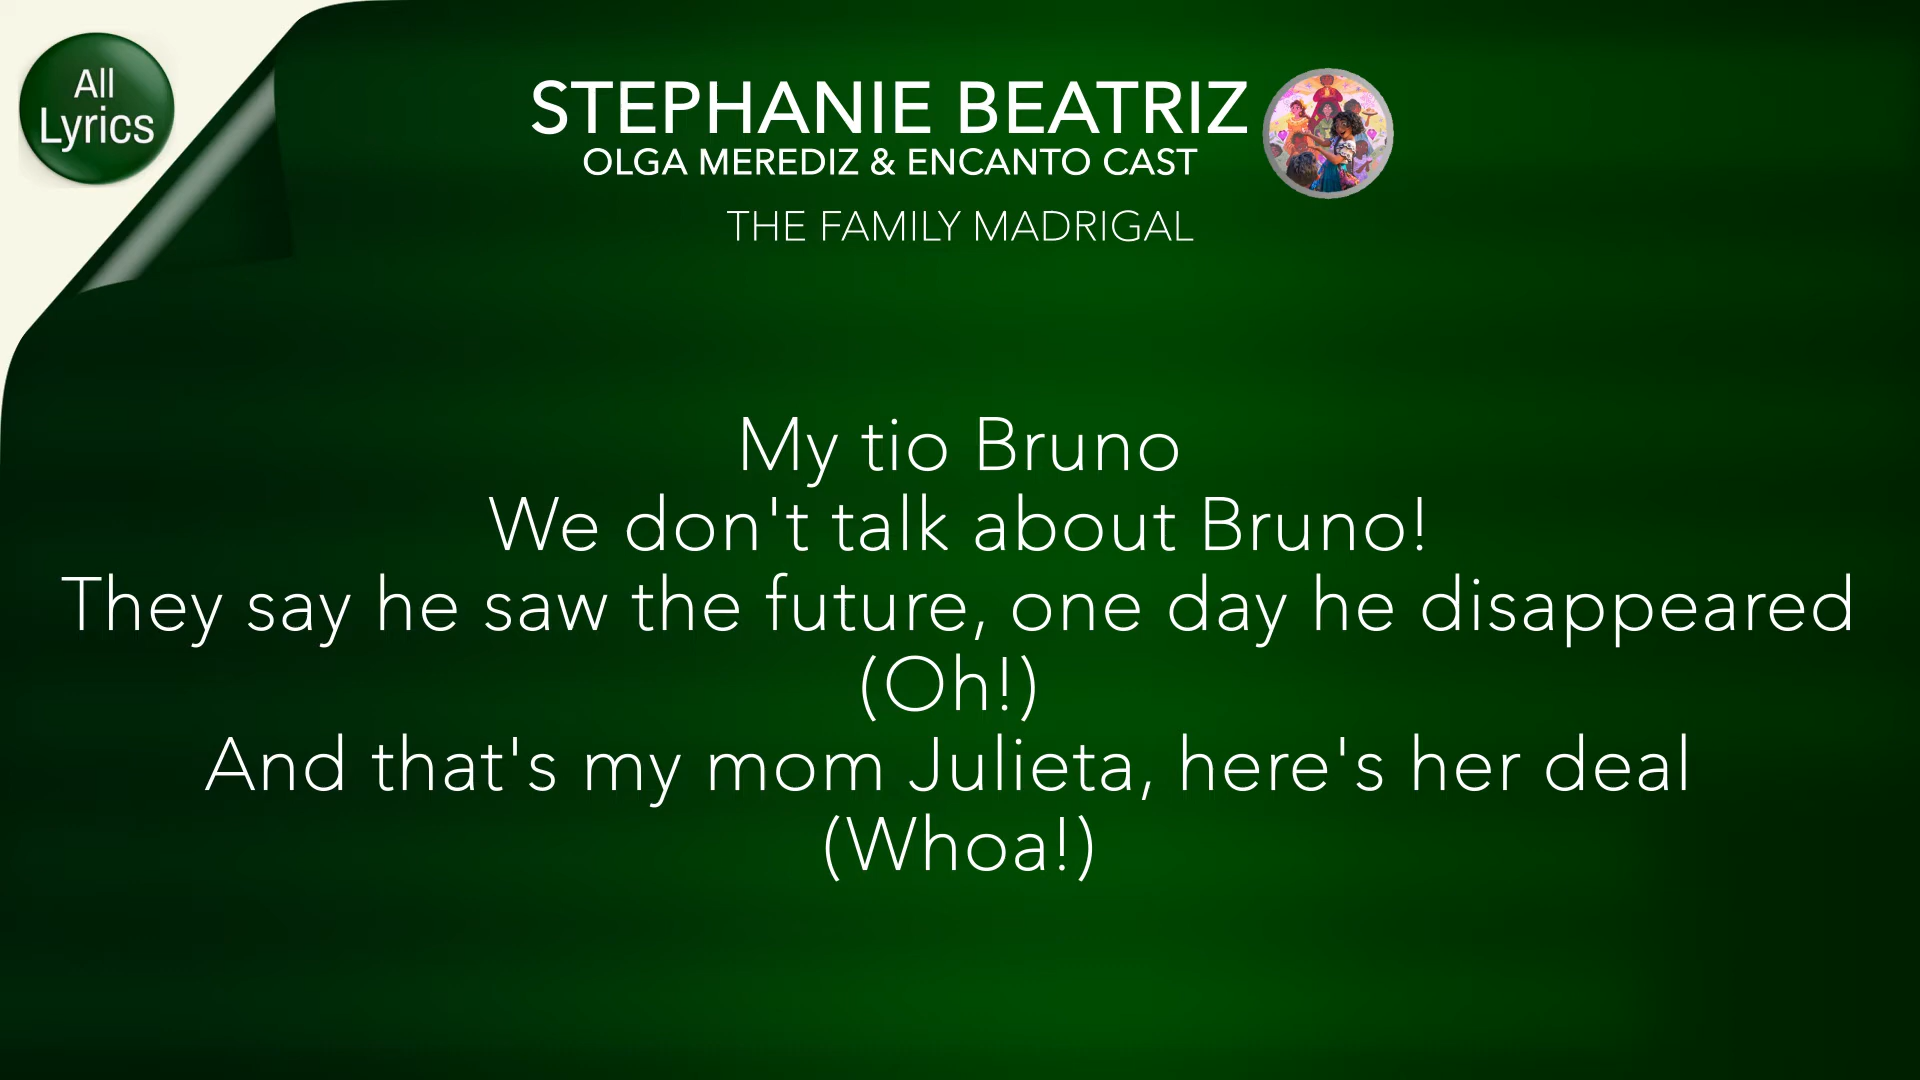 All
Lyrics
STEPHANIE BEATRIZ
OLGA MEREDIZ & ENCANTO CAST
THE FAMILY MADRIGAL
My tio Bruno
We don't talk about Bruno!
They say he saw the future, one day he disappeared
(Oh!)
And that's my mom Julieta, here's her deal
(Whoa!)